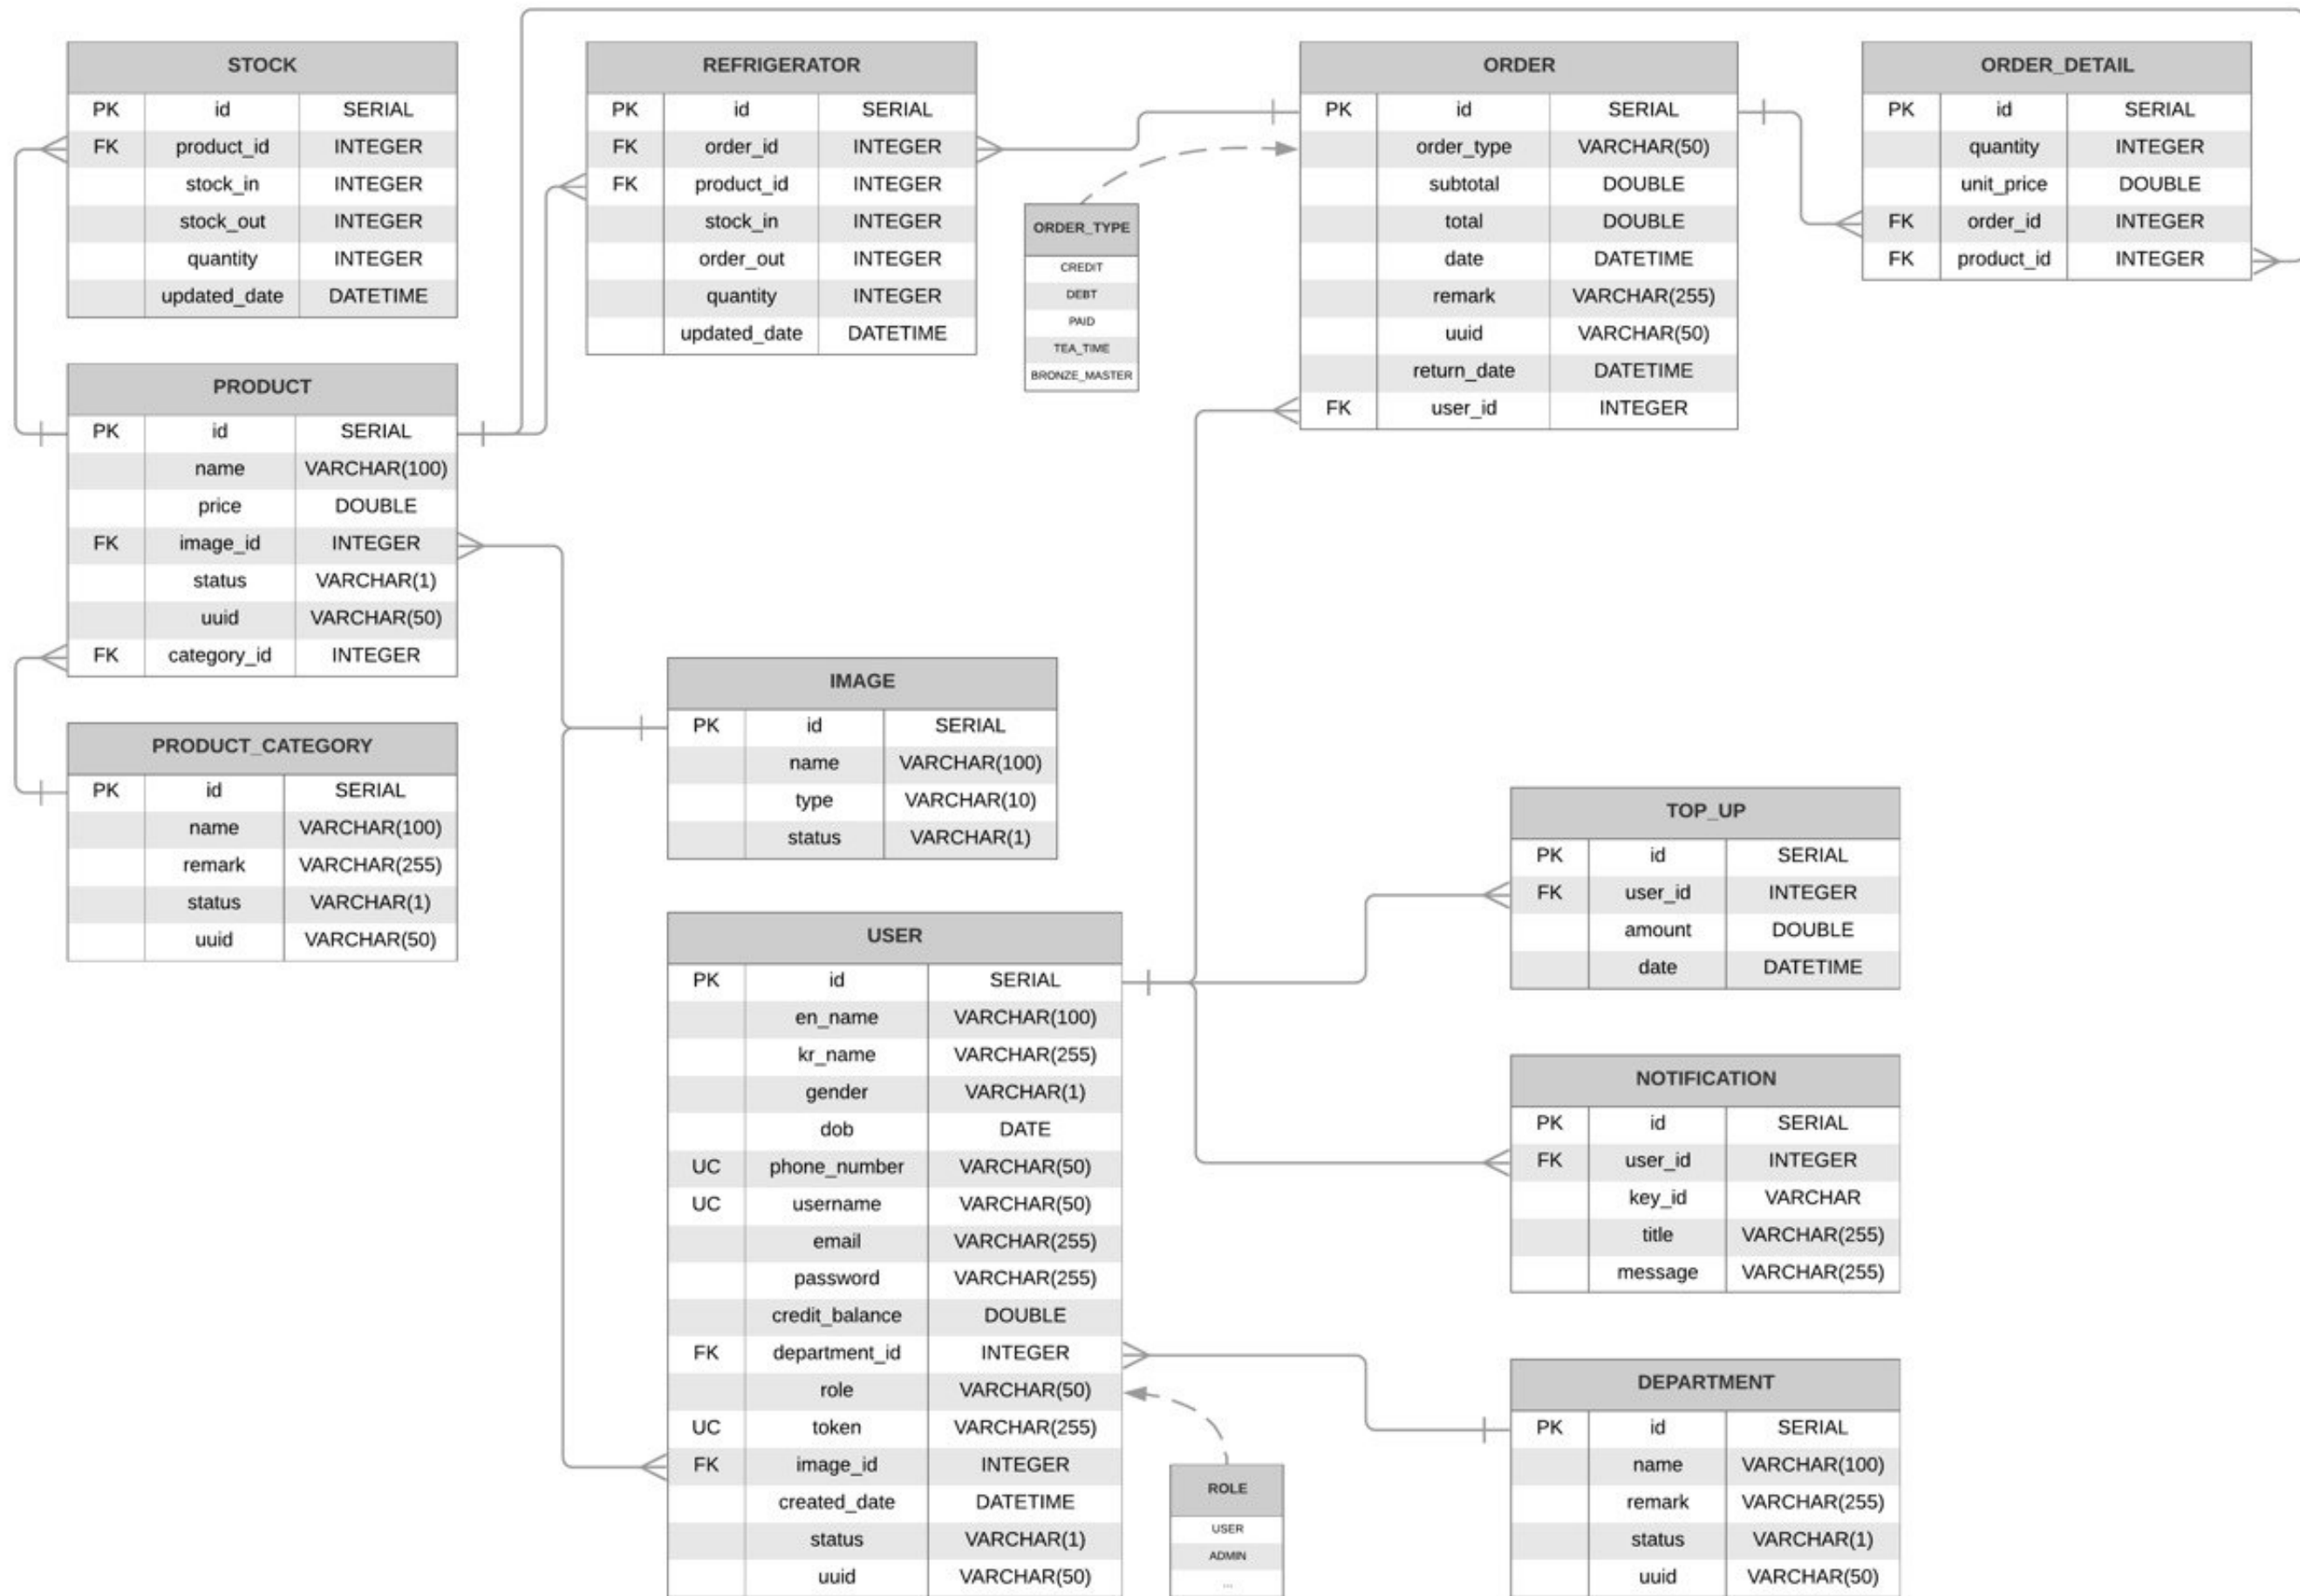 STOCK
PK id SERIAL
FK product_id INTEGER
stock_in INTEGER
stock_out INTEGER
quantity INTEGER
updated_date DATETIME
REFRIGERATOR
PK id SERIAL
FK order_id INTEGER
FK product_id INTEGER
stock_in INTEGER
order_out INTEGER
quantity INTEGER
updated_date DATETIME
ORDER_TYPE
CREDIT
DEBT
PAID
TEA_TIME
BRONZE_MASTER
ORDER
PK id SERIAL
order_type VARCHAR(50)
subtotal DOUBLE
total DOUBLE
date DATETIME
remark VARCHAR(255)
uuid VARCHAR(50)
return_date DATETIME
FK user_id INTEGER
ORDER_DETAIL
PK id SERIAL
quantity INTEGER
unit_price DOUBLE
FK order_id INTEGER
FK product_id INTEGER
PRODUCT
PK id SERIAL
name VARCHAR(100)
price DOUBLE
FK image_id INTEGER
status VARCHAR(1)
uuid VARCHAR(50)
FK category_id INTEGER
PRODUCT_CATEGORY
PK id SERIAL
name VARCHAR(100)
remark VARCHAR(255)
status VARCHAR(1)
uuid VARCHAR(50)
IMAGE
PK id SERIAL
name VARCHAR(100)
type VARCHAR(10)
status VARCHAR(1)
USER
PK id SERIAL
en_name VARCHAR(100)
kr_name VARCHAR(255)
gender VARCHAR(1)
dob DATE
UC phone_number VARCHAR(50)
UC username VARCHAR(50)
email VARCHAR(255)
password VARCHAR(255)
credit_balance DOUBLE
FK department_id INTEGER
role VARCHAR(50)
UC token VARCHAR(255)
FK image_id INTEGER
created_date DATETIME
status VARCHAR(1)
uuid VARCHAR(50)
ROLE
USER
ADMIN
...
TOP_UP
PK id SERIAL
FK user_id INTEGER
amount DOUBLE
date DATETIME
NOTIFICATION
PK id SERIAL
FK user_id INTEGER
key_id VARCHAR
title VARCHAR(255)
message VARCHAR(255)
DEPARTMENT
PK id SERIAL
name VARCHAR(100)
remark VARCHAR(255)
status VARCHAR(1)
uuid VARCHAR(50)